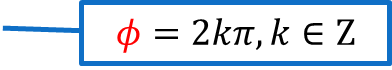 ϕ = 2kπ, k ∈ Z